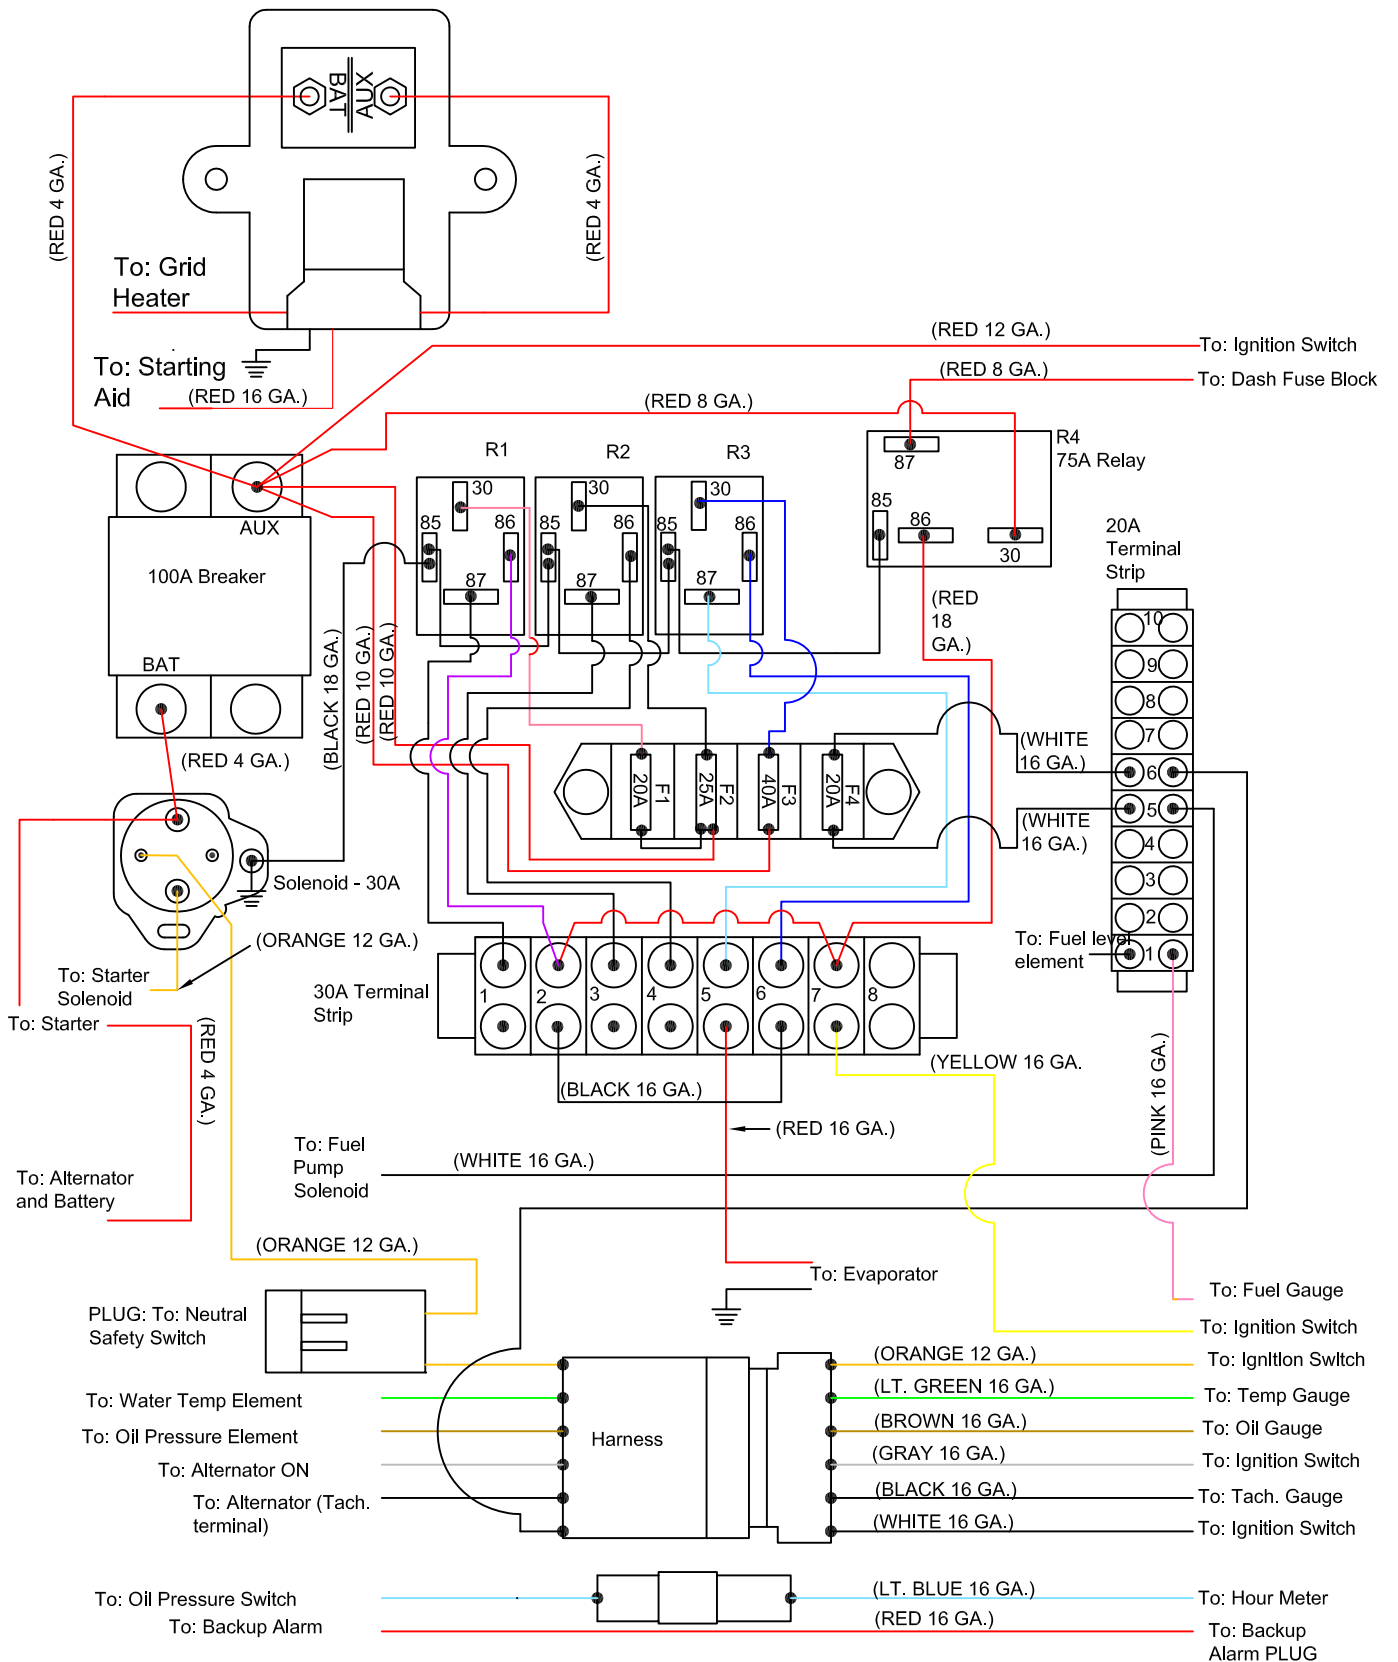 BAT
AUX
(RED 4 GA.)
(RED 4 GA.)
To: Grid
Heater
To: Starting
Aid
(RED 16 GA.)
(RED 12 GA.)
To: Ignition Switch
(RED 8 GA.)
To: Dash Fuse Block
(RED 8 GA.)
R1
R2
R3
R4
75A Relay
AUX
100A Breaker
BAT
30
85
86
87
30
85
86
87
30
85
86
87
87
85
86
30
(RED
18
GA.)
20A
Terminal
Strip
10
9
8
7
6
5
4
3
2
1
(BLACK 18 GA.)
(RED 10 GA.)
(RED 10 GA.)
(RED 4 GA.)
20A
F1
25A
F2
40A
F3
20A
F4
(WHITE
16 GA.)
(WHITE
16 GA.)
Solenoid - 30A
(ORANGE 12 GA.)
To: Starter
Solenoid
To: Starter
(RED 4 GA.)
To: Fuel level
element
30A Terminal
Strip
1
2
3
4
5
6
7
8
(YELLOW 16 GA.
(BLACK 16 GA.)
(RED 16 GA.)
(PINK 16 GA.)
To: Fuel
Pump
Solenoid
(WHITE 16 GA.)
To: Alternator
and Battery
(ORANGE 12 GA.)
To: Evaporator
To: Fuel Gauge
PLUG: To: Neutral
Safety Switch
To: Ignition Switch
(ORANGE 12 GA.)
To: Ignition Switch
To: Water Temp Element
(LT. GREEN 16 GA.)
To: Temp Gauge
To: Oil Pressure Element
Harness
(BROWN 16 GA.)
To: Oil Gauge
To: Alternator ON
(GRAY 16 GA.)
To: Ignition Switch
To: Alternator (Tach.
terminal)
(BLACK 16 GA.)
To: Tach. Gauge
(WHITE 16 GA.)
To: Ignition Switch
To: Oil Pressure Switch
(LT. BLUE 16 GA.)
To: Hour Meter
To: Backup Alarm
(RED 16 GA.)
To: Backup
Alarm PLUG